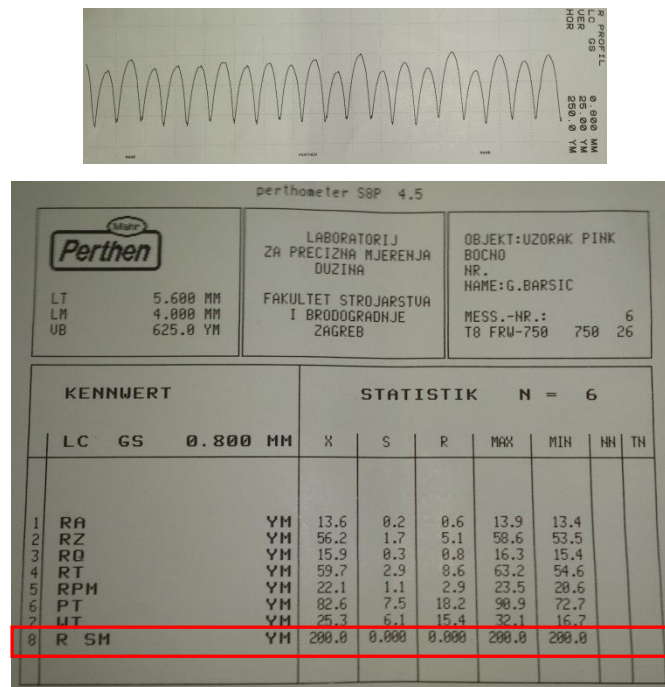 R PROFIL
LC GS 0.800 MM
VER 25.00 YM
HOR 250.0 YM
perthometer S8P 4.5
Mahr
Perthen
LT 5.600 MM
LM 4.000 MM
VB 625.0 YM
LABORATORIJ
ZA PRECIZNA MJERENJA
DUZINA
FAKULTET STROJARSTVA
I BRODOGRADNJE
ZAGREB
OBJEKT:UZORAK PINK
BOCNO
NR.
NAME:G.BARSIC
MESS.-NR.: 6
T8 FRW-750 750 26
KENNWERT STATISTIK N = 6
LC GS 0.800 MM X S R MAX MIN NN TN
1 RA YM 13.6 0.2 0.6 13.9 13.4
2 RZ YM 56.2 1.7 5.1 58.6 53.5
3 RQ YM 15.9 0.3 0.8 16.3 15.4
4 RT YM 59.7 2.9 8.6 63.2 54.6
5 RPM YM 22.1 1.1 2.9 23.5 20.6
6 PT YM 82.6 7.5 18.2 90.9 72.7
7 WT YM 25.3 6.1 15.4 32.1 16.7
8 R SM YM 200.0 0.000 0.000 200.0 200.0